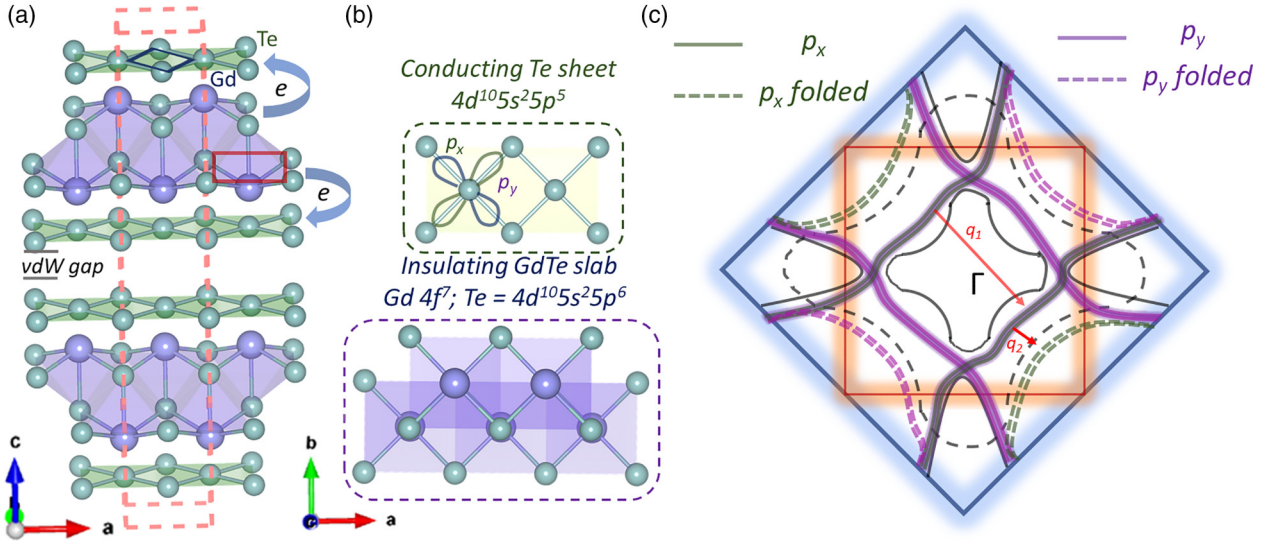 (a)
Te
Gd
e
e
vdW gap
c
a
(b)
Conducting Te sheet
4d¹⁰5s²5p⁵
pₓ
p_y
Insulating GdTe slab
Gd 4f⁷; Te = 4d¹⁰5s²5p⁶
b
a
(c)
pₓ
p_y
pₓ folded
p_y folded
q₁
Γ
q₂